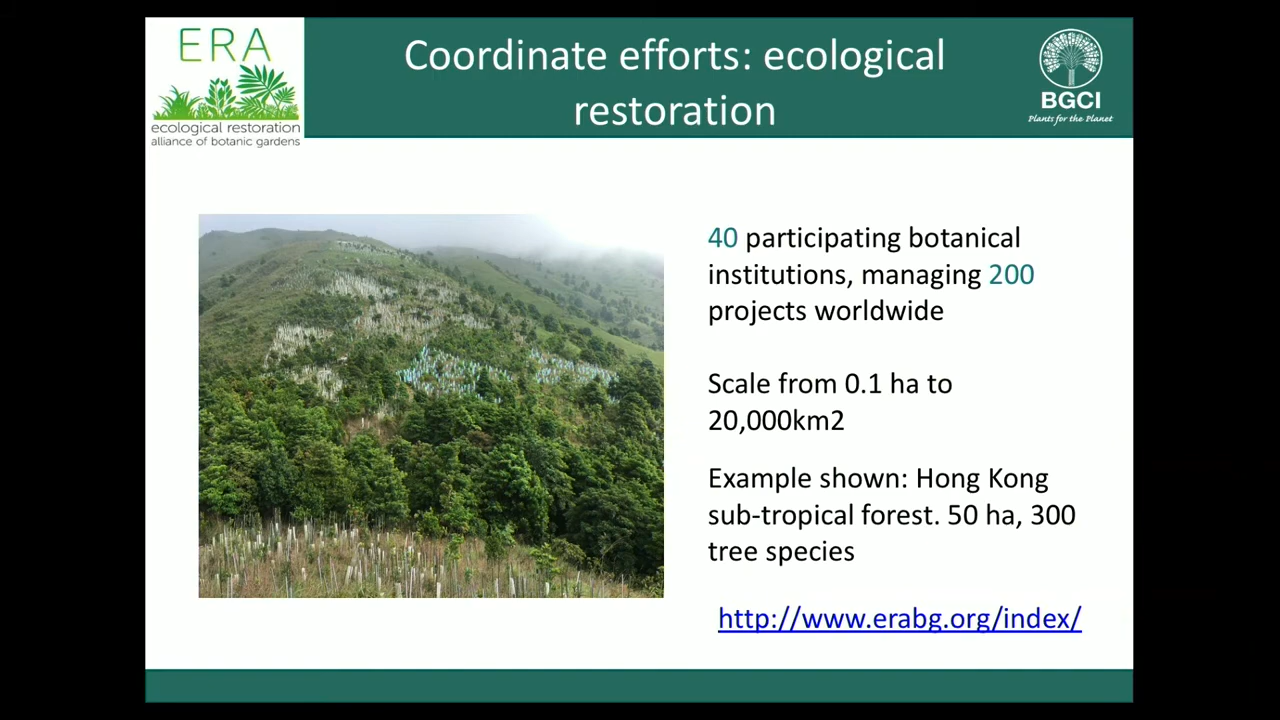 ERA
ecological restoration
alliance of botanic gardens
Coordinate efforts: ecological
restoration
BGCI
Plants for the Planet
40 participating botanical
institutions, managing 200
projects worldwide
Scale from 0.1 ha to
20,000km2
Example shown: Hong Kong
sub-tropical forest. 50 ha, 300
tree species
http://www.erabg.org/index/